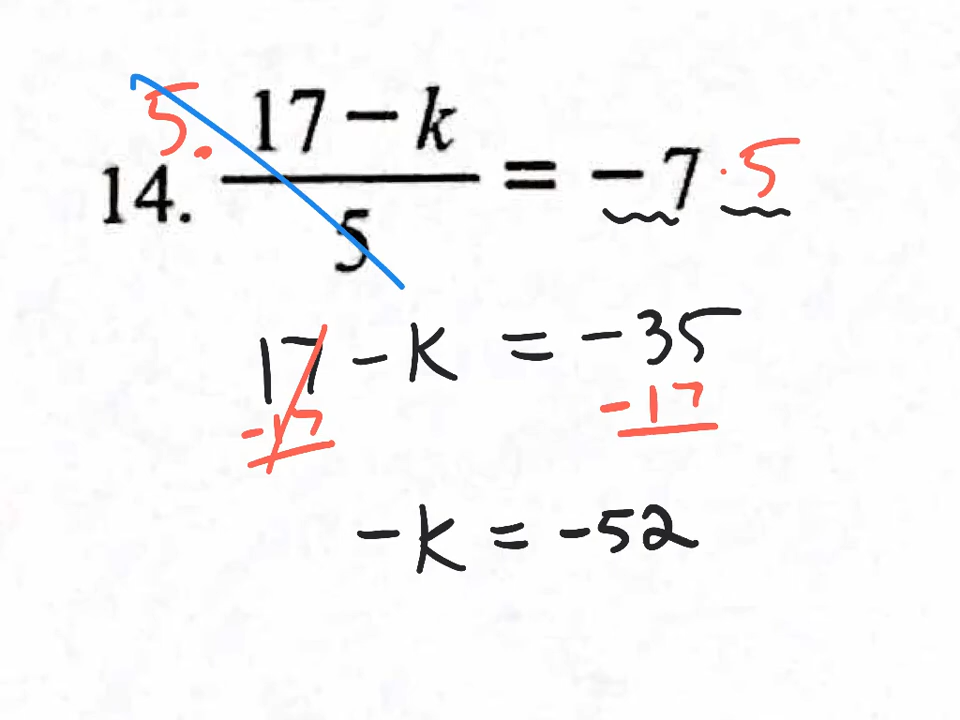 5 · 17 - k
14. ――― = -7 · 5
5
17 - K = -35
-17 -17
-K = -52